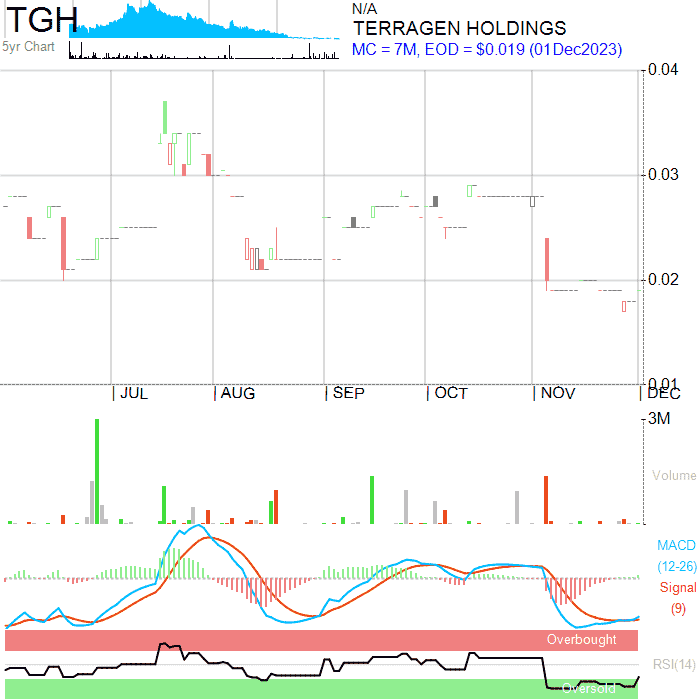 TGH
5yr Chart
N/A
TERRAGEN HOLDINGS
MC = 7M, EOD = $0.019 (01Dec2023)
0.04
0.03
0.02
0.01
JUL AUG SEP OCT NOV DEC
3M
Volume
MACD
(12-26)
Signal
(9)
Overbought
RSI(14)
Oversold